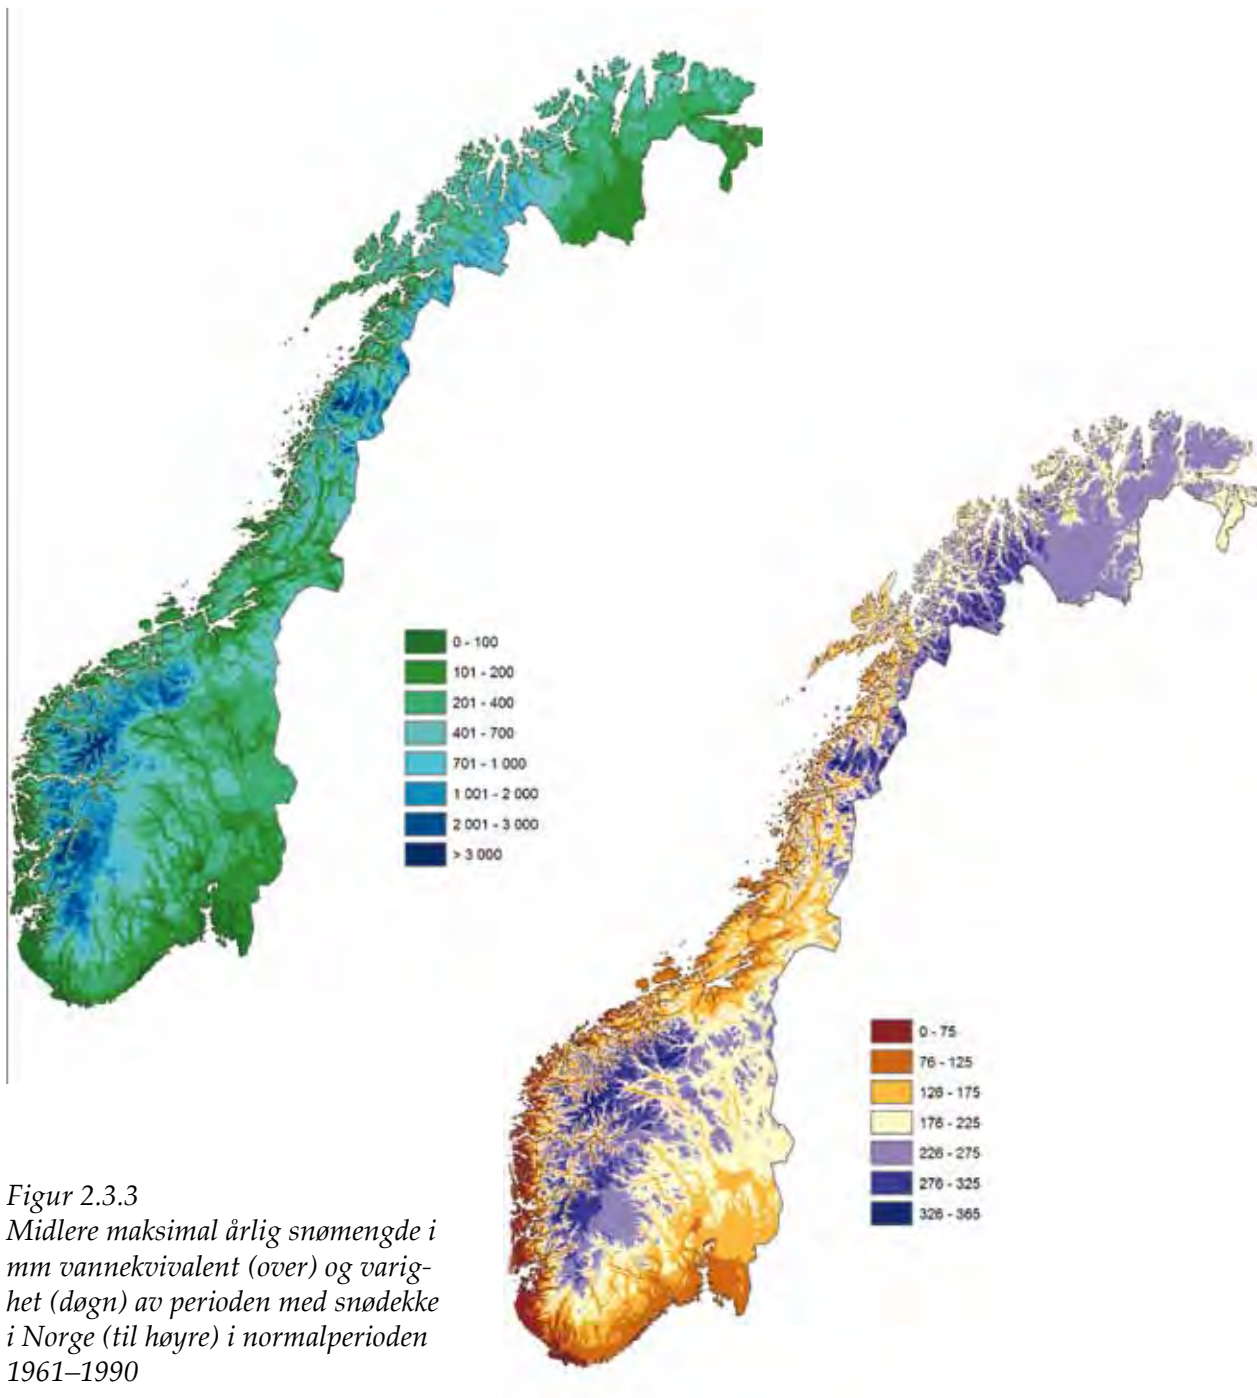 0 - 100
101 - 200
201 - 400
401 - 700
701 - 1 000
1 001 - 2 000
2 001 - 3 000
> 3 000
0 - 75
76 - 125
126 - 175
176 - 225
226 - 275
276 - 325
326 - 365
Figur 2.3.3
Midlere maksimal årlig snømengde i
mm vannekvivalent (over) og varig-
het (døgn) av perioden med snødekke
i Norge (til høyre) i normalperioden
1961–1990